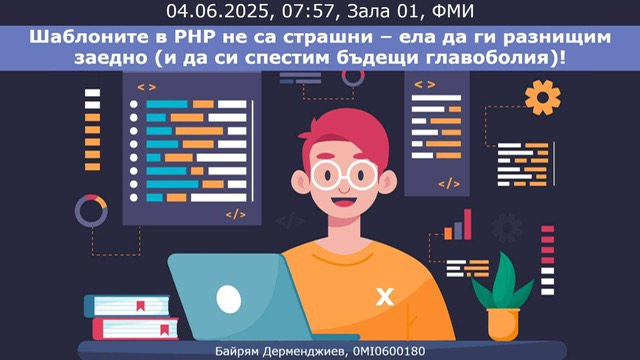 04.06.2025, 07:57, Зала 01, ФМИ
Шаблоните в PHP не са страшни – ела да ги разнищим
заедно (и да си спестим бъдещи главоболия)!
< >
< >
</>
</>
</>
X
Байрям Дерменджиев, 0MI0600180